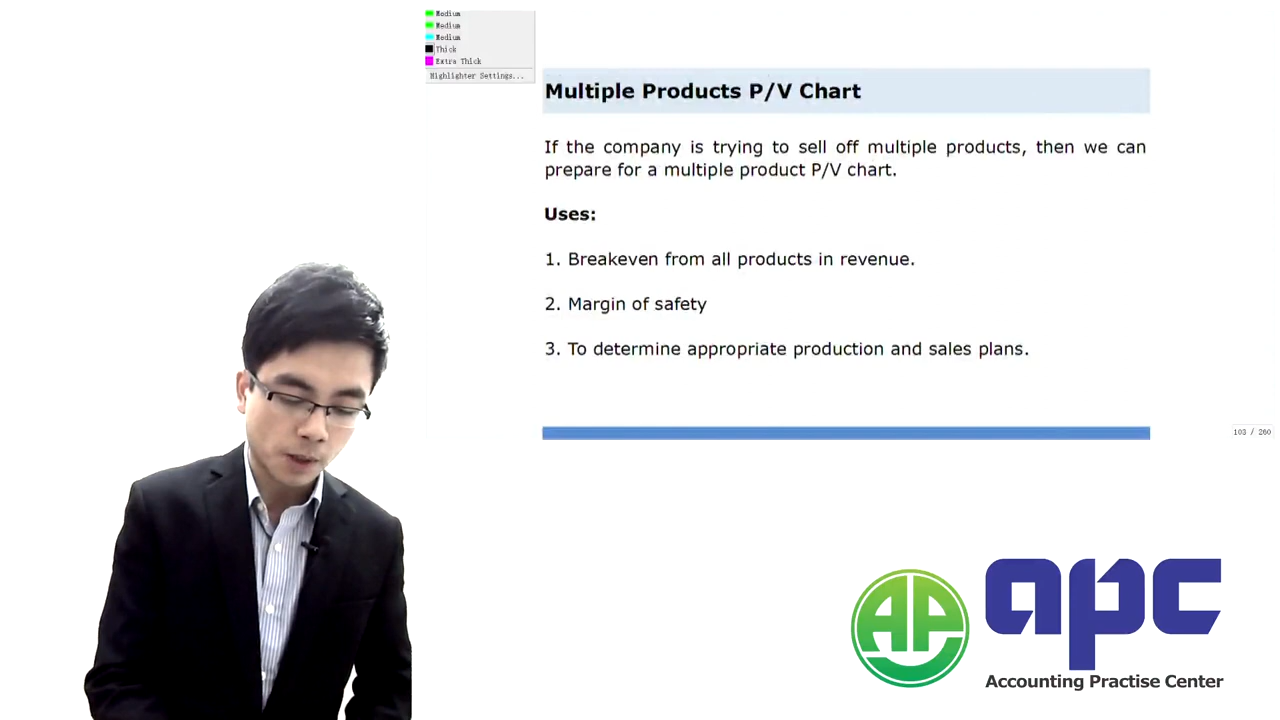 Medium
Medium
Medium
Thick
Extra Thick
Highlighter Settings...
Multiple Products P/V Chart
If the company is trying to sell off multiple products, then we can
prepare for a multiple product P/V chart.
Uses:
1. Breakeven from all products in revenue.
2. Margin of safety
3. To determine appropriate production and sales plans.
103 / 260
AP
apc
Accounting Practise Center